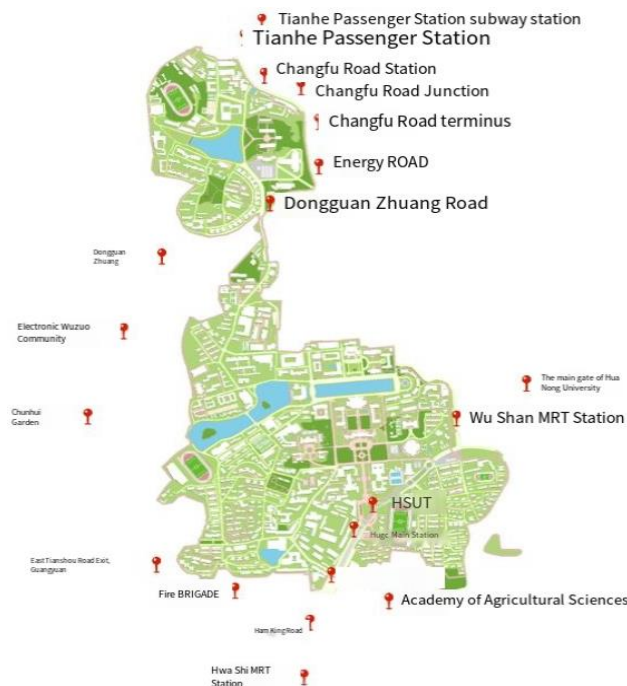 Tianhe Passenger Station subway station
Tianhe Passenger Station
Changfu Road Station
Changfu Road Junction
Changfu Road terminus
Energy ROAD
Dongguan Zhuang Road
Dongguan
Zhuang
Electronic Wuzuo
Community
The main gate of Hua
Nong University
Chunhui
Garden
Wu Shan MRT Station
HSUT
Hugc Main Station
East Tianshou Road Exit,
Guangyuan
Fire BRIGADE
Academy of Agricultural Sciences
Ham King Road
Hwa Shi MRT
Station